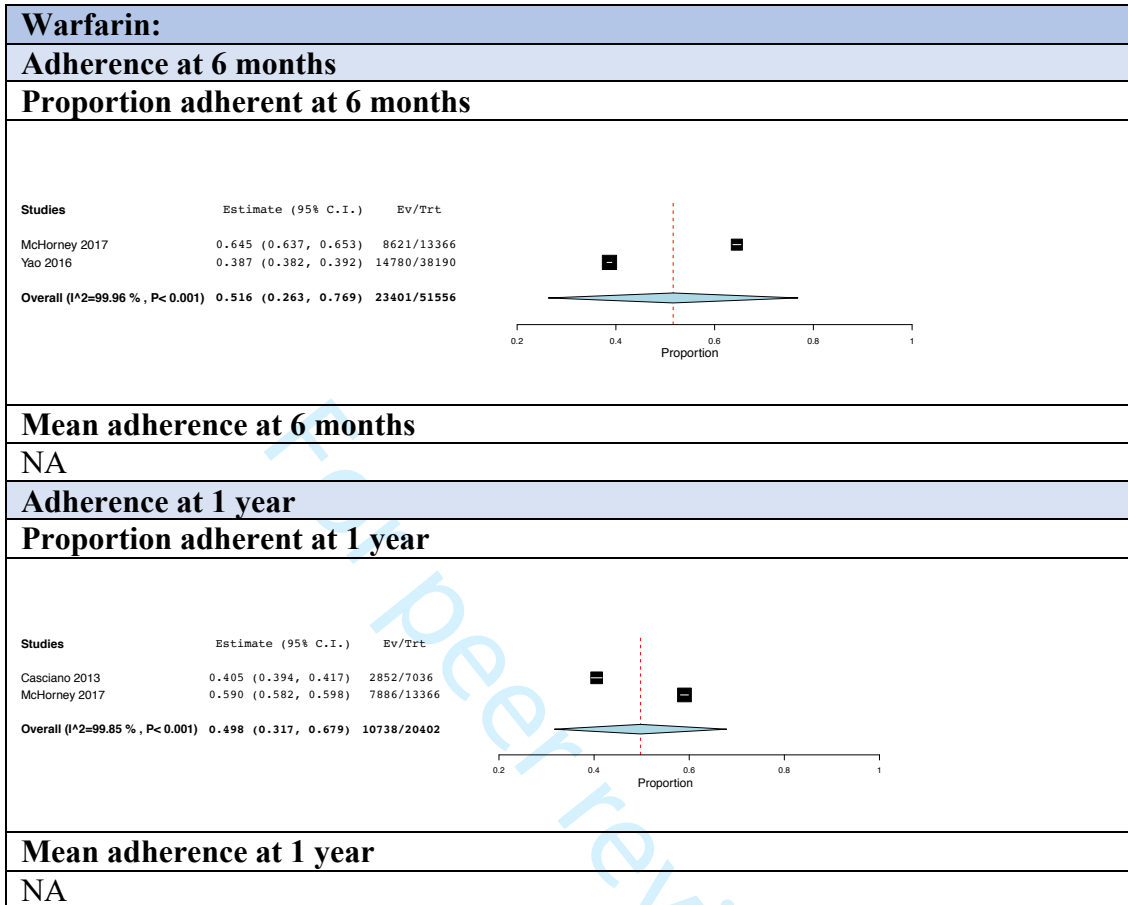 Warfarin:
Adherence at 6 months
Proportion adherent at 6 months
Studies Estimate (95% C.I.) Ev/Trt
McHorney 2017 0.645 (0.637, 0.653) 8621/13366
Yao 2016 0.387 (0.382, 0.392) 14780/38190
Overall (I^2=99.96 % , P< 0.001) 0.516 (0.263, 0.769) 23401/51556
0.2 0.4 0.6 0.8 1
Proportion
Mean adherence at 6 months
NA
Adherence at 1 year
Proportion adherent at 1 year
Studies Estimate (95% C.I.) Ev/Trt
Casciano 2013 0.405 (0.394, 0.417) 2852/7036
McHorney 2017 0.590 (0.582, 0.598) 7886/13366
Overall (I^2=99.85 % , P< 0.001) 0.498 (0.317, 0.679) 10738/20402
0.2 0.4 0.6 0.8 1
Proportion
Mean adherence at 1 year
NA
For peer revi